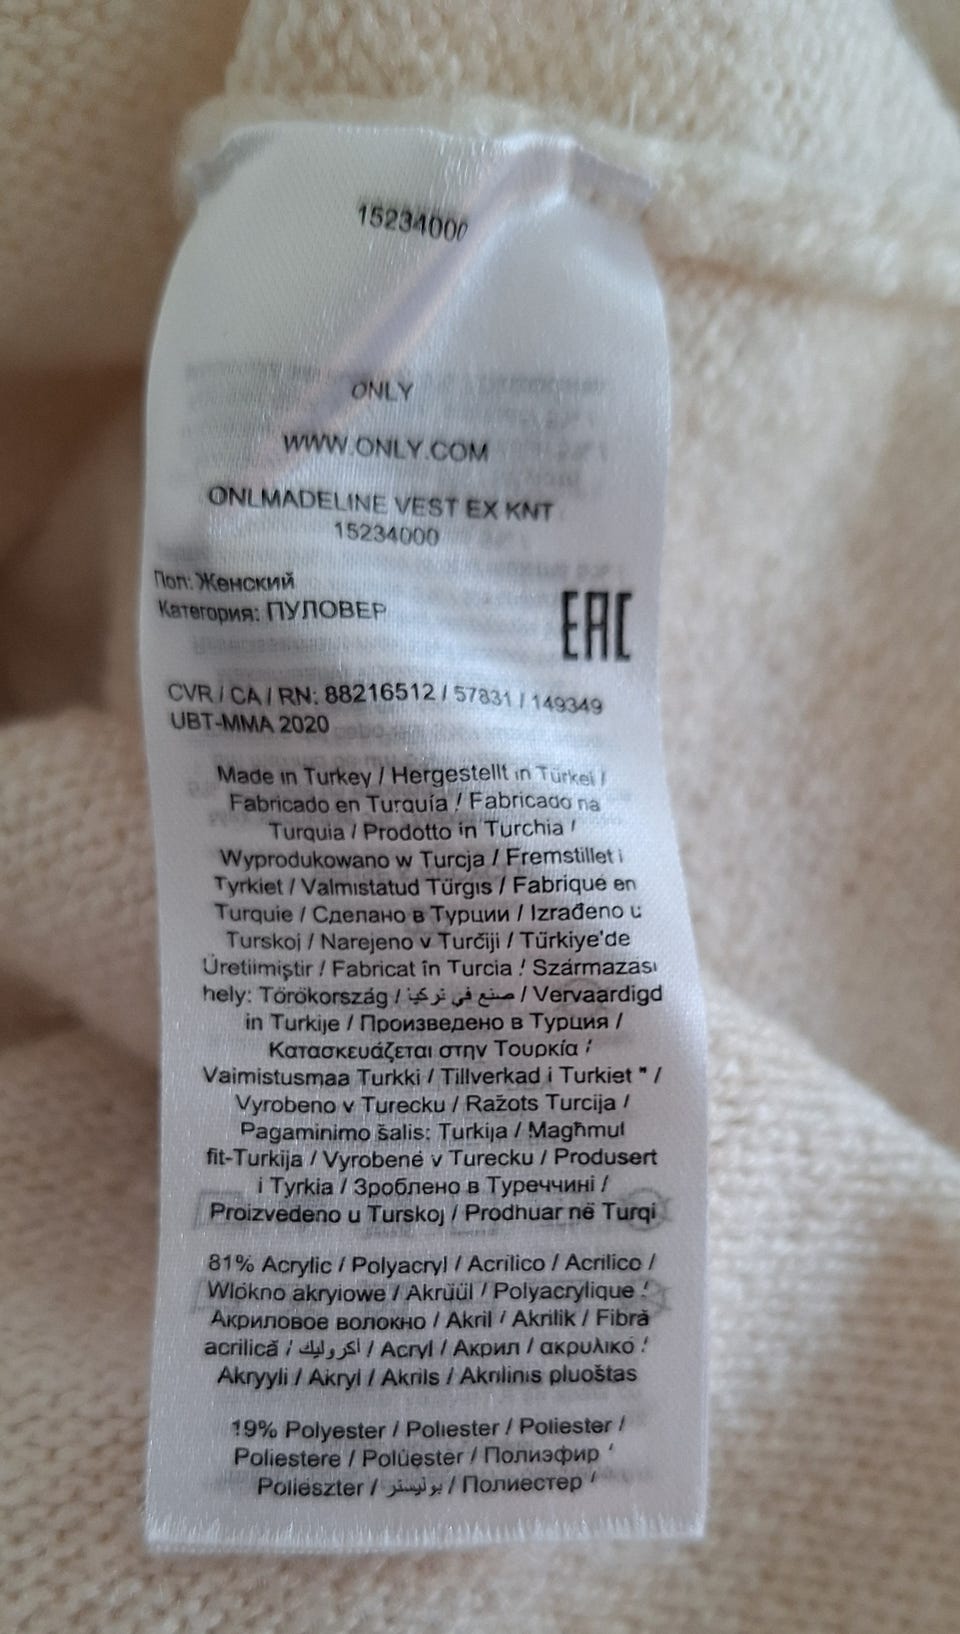 15234000
ONLY
WWW.ONLY.COM
ONLMADELINE VEST EX KNT
15234000
Пол: Женский
Категория: ПУЛОВЕР
EAC
CVR / CA / RN: 88216512 / 57831 / 149349
UBT-MMA 2020
Made in Turkey / Hergestellt in Türkei /
Fabricado en Turquía / Fabricado na
Turquia / Prodotto in Turchia /
Wyprodukowano w Turcja / Fremstillet i
Tyrkiet / Valmistatud Türgis / Fabriqué en
Turquie / Сделано в Турции / Izrađeno u
Turskoj / Narejeno v Turčiji / Türkiye'de
Üretilmiştir / Fabricat în Turcia / Származási
hely: Törökország / صنع في تركيا / Vervaardigd
in Turkije / Произведено в Турция /
Κατασκευάζεται στην Τουρκία /
Valmistusmaa Turkki / Tillverkad i Turkiet * /
Vyrobeno v Turecku / Ražots Turcija /
Pagaminimo šalis: Turkija / Magħmul
fit-Turkija / Vyrobené v Turecku / Produsert
i Tyrkia / Зроблено в Туреччині /
Proizvedeno u Turskoj / Prodhuar në Turqi
81% Acrylic / Polyacryl / Acrílico / Acrílico /
Włókno akrylowe / Akrüül / Polyacrylique /
Акриловое волокно / Akril / Akrilik / Fibră
acrilică / أكروليك / Acryl / Акрил / ακρυλικό /
Akryyli / Akryl / Akrils / Akrilinis pluoštas
19% Polyester / Poliester / Poliester /
Poliestere / Polüester / Полиэфир /
Poliészter / بوليستر / Полиестер /